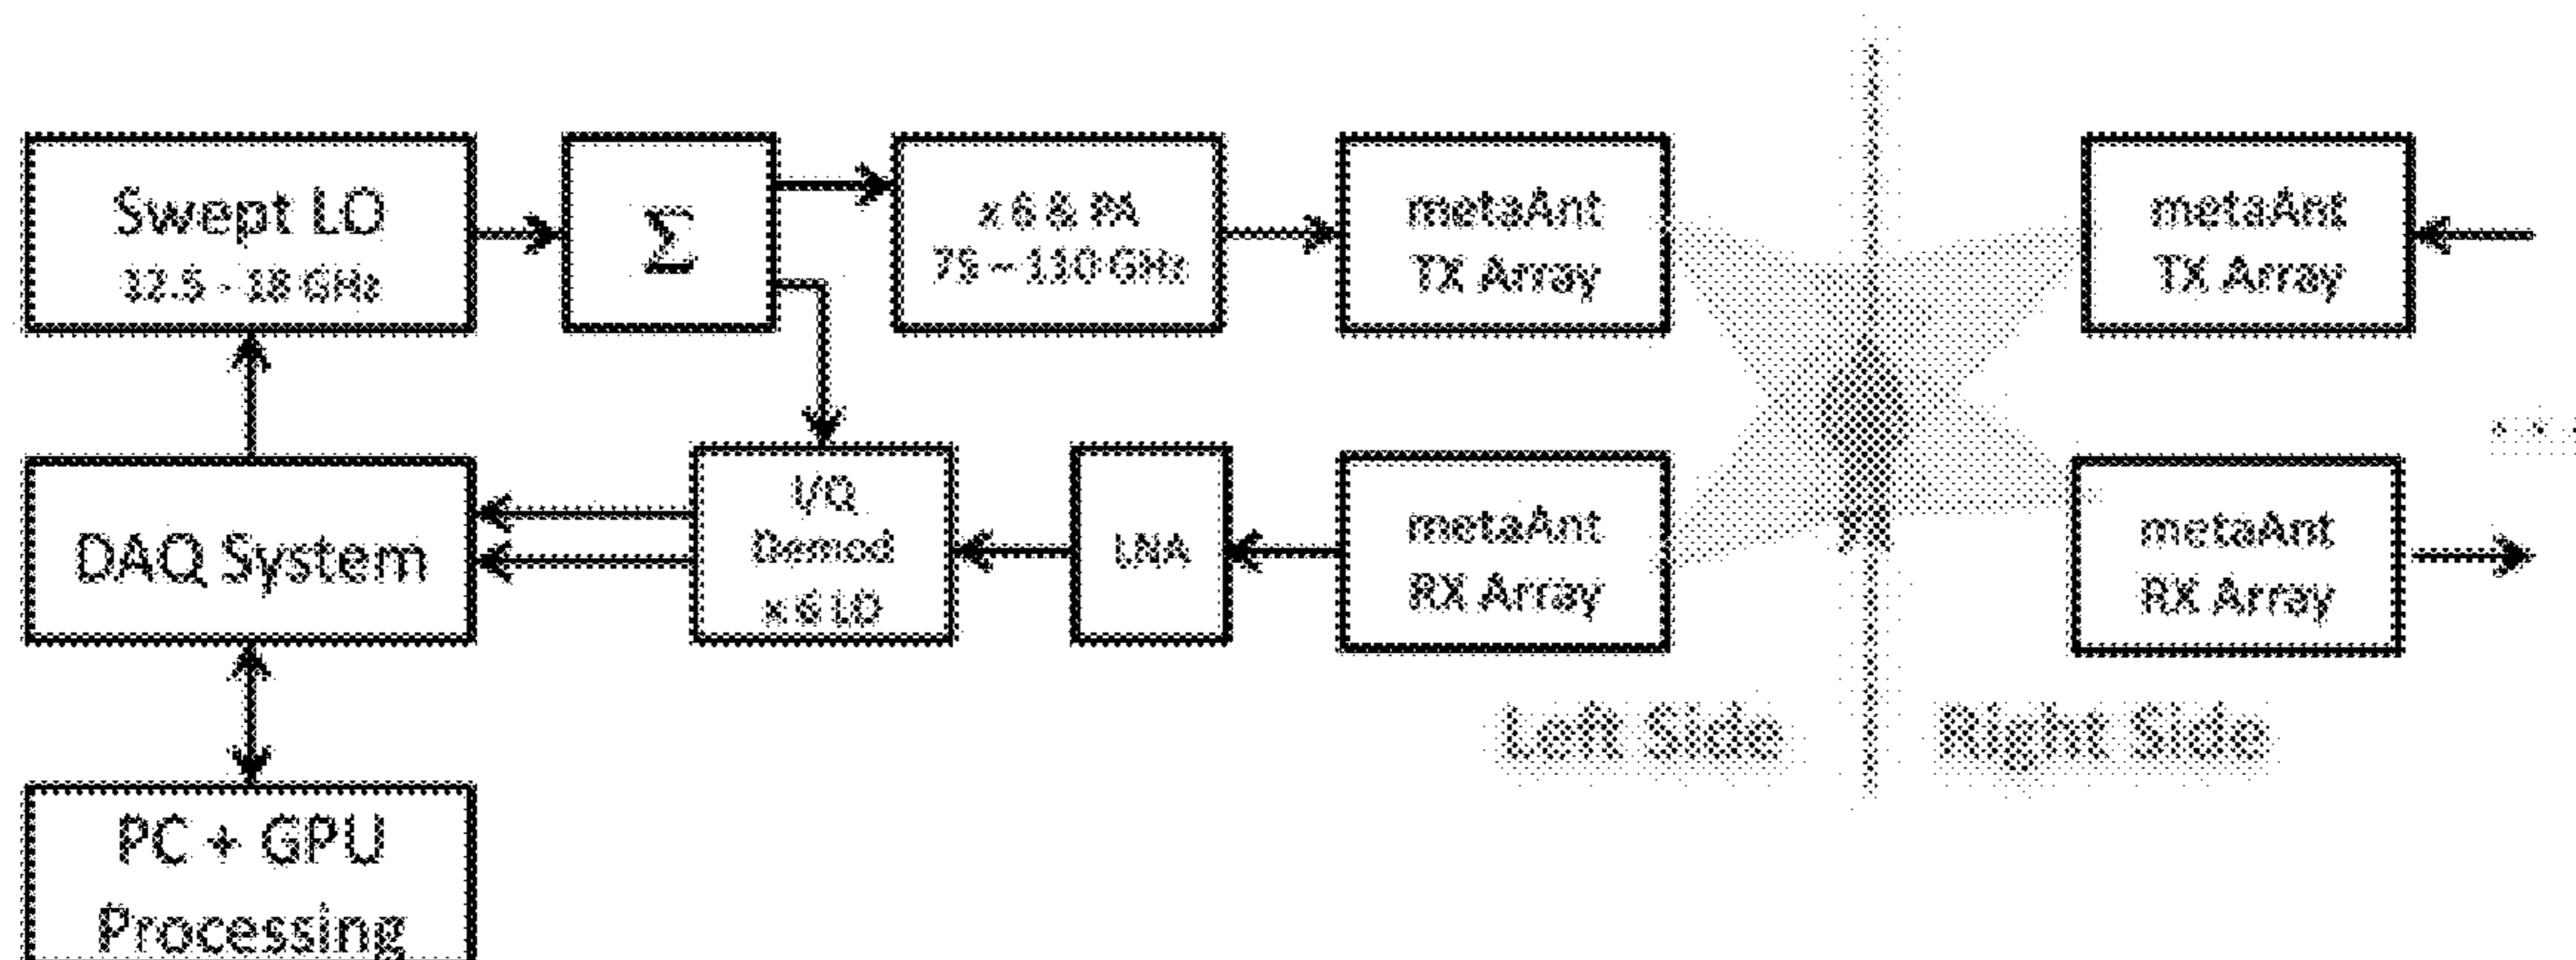 Swept LO
12.5 - 18 GHz
Σ
x 6 & PA
75 – 110 GHz
metaAnt
TX Array
metaAnt
TX Array
DAQ System
I/Q
Demod
x 6 LO
LNA
metaAnt
RX Array
metaAnt
RX Array
Left Side
Right Side
PC + GPU
Processing